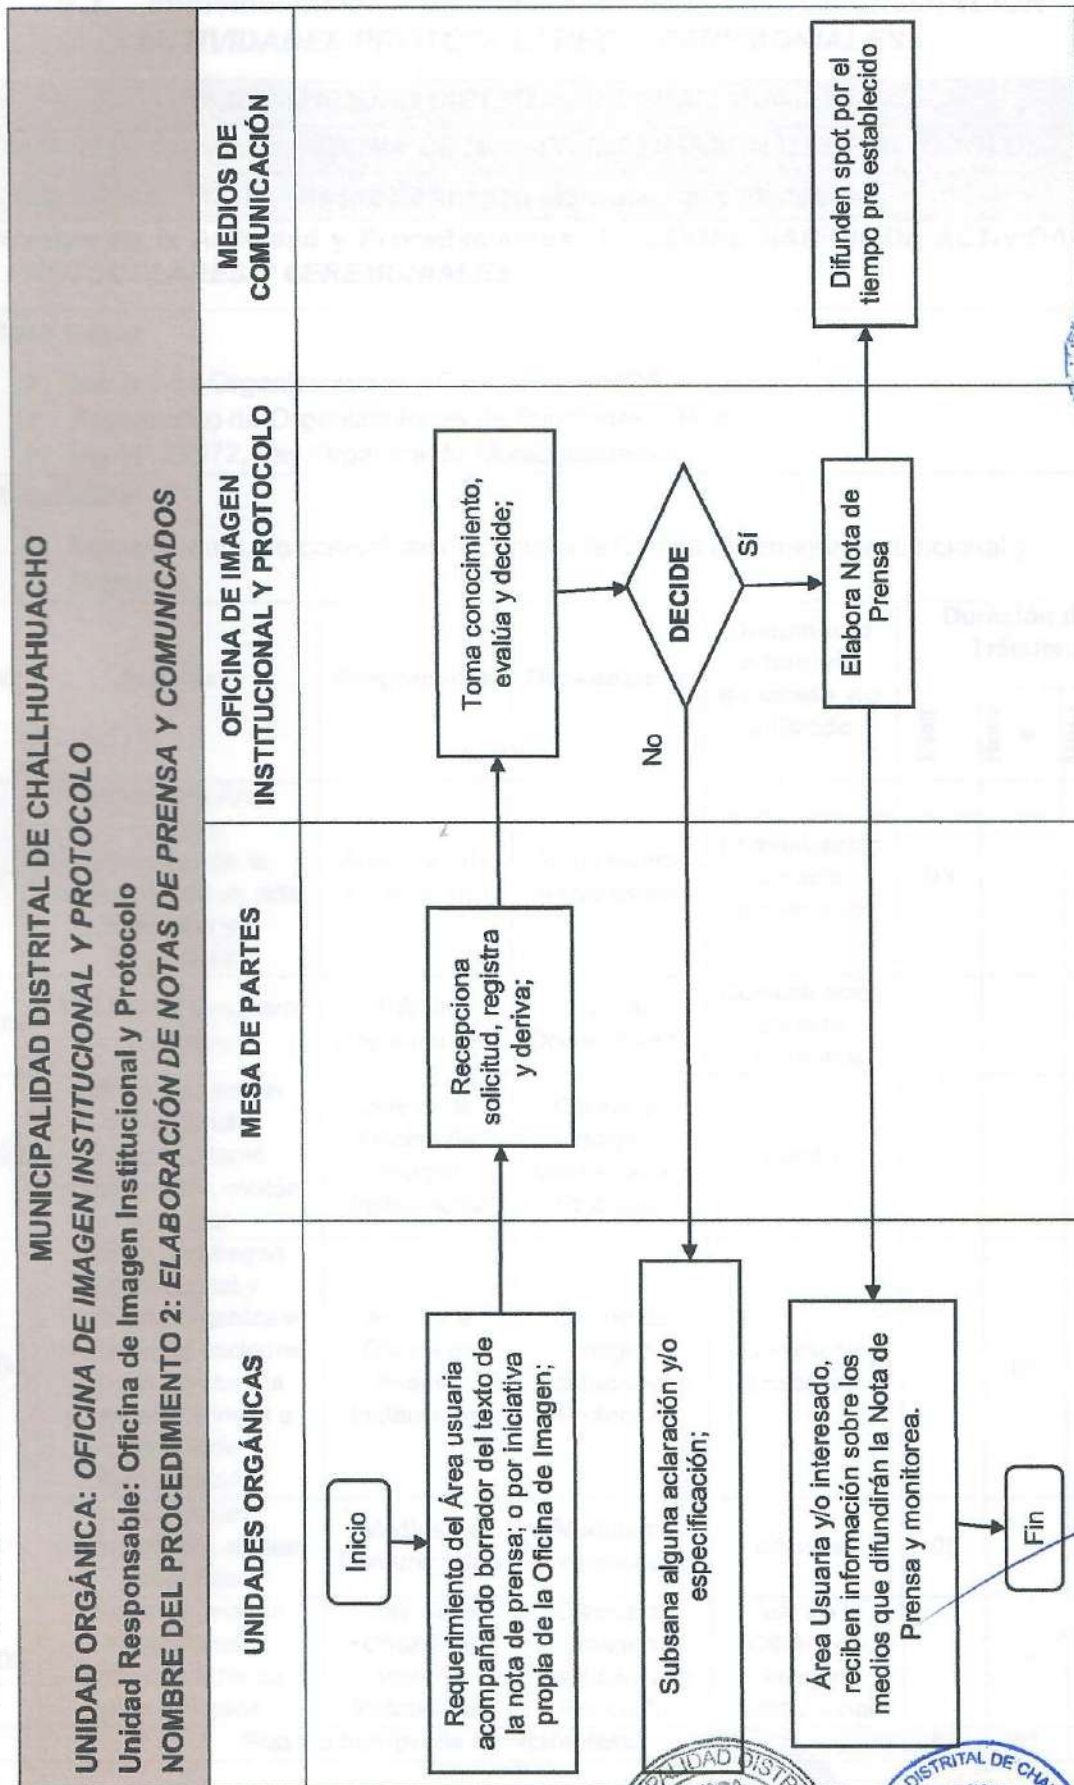 MUNICIPALIDAD DISTRITAL DE CHALLHUAHUACHO
UNIDAD ORGÁNICA: OFICINA DE IMAGEN INSTITUCIONAL Y PROTOCOLO
Unidad Responsable: Oficina de Imagen Institucional y Protocolo
NOMBRE DEL PROCEDIMIENTO 2: ELABORACIÓN DE NOTAS DE PRENSA Y COMUNICADOS
UNIDADES ORGÁNICAS
MESA DE PARTES
OFICINA DE IMAGEN
INSTITUCIONAL Y PROTOCOLO
MEDIOS DE
COMUNICACIÓN
Inicio
Requerimiento del Área usuaria
acompañando borrador del texto de
la nota de prensa; o por iniciativa
propia de la Oficina de Imagen;
Recepciona
solicitud, registra
y deriva;
Toma conocimiento,
evalúa y decide;
DECIDE
No
Sí
Subsana alguna aclaración y/o
especificación;
Elabora Nota de
Prensa
Difunden spot por el
tiempo pre establecido
Área Usuaria y/o interesado,
reciben información sobre los
medios que difundirán la Nota de
Prensa y monitorea.
Fin
DISTRITAL DE